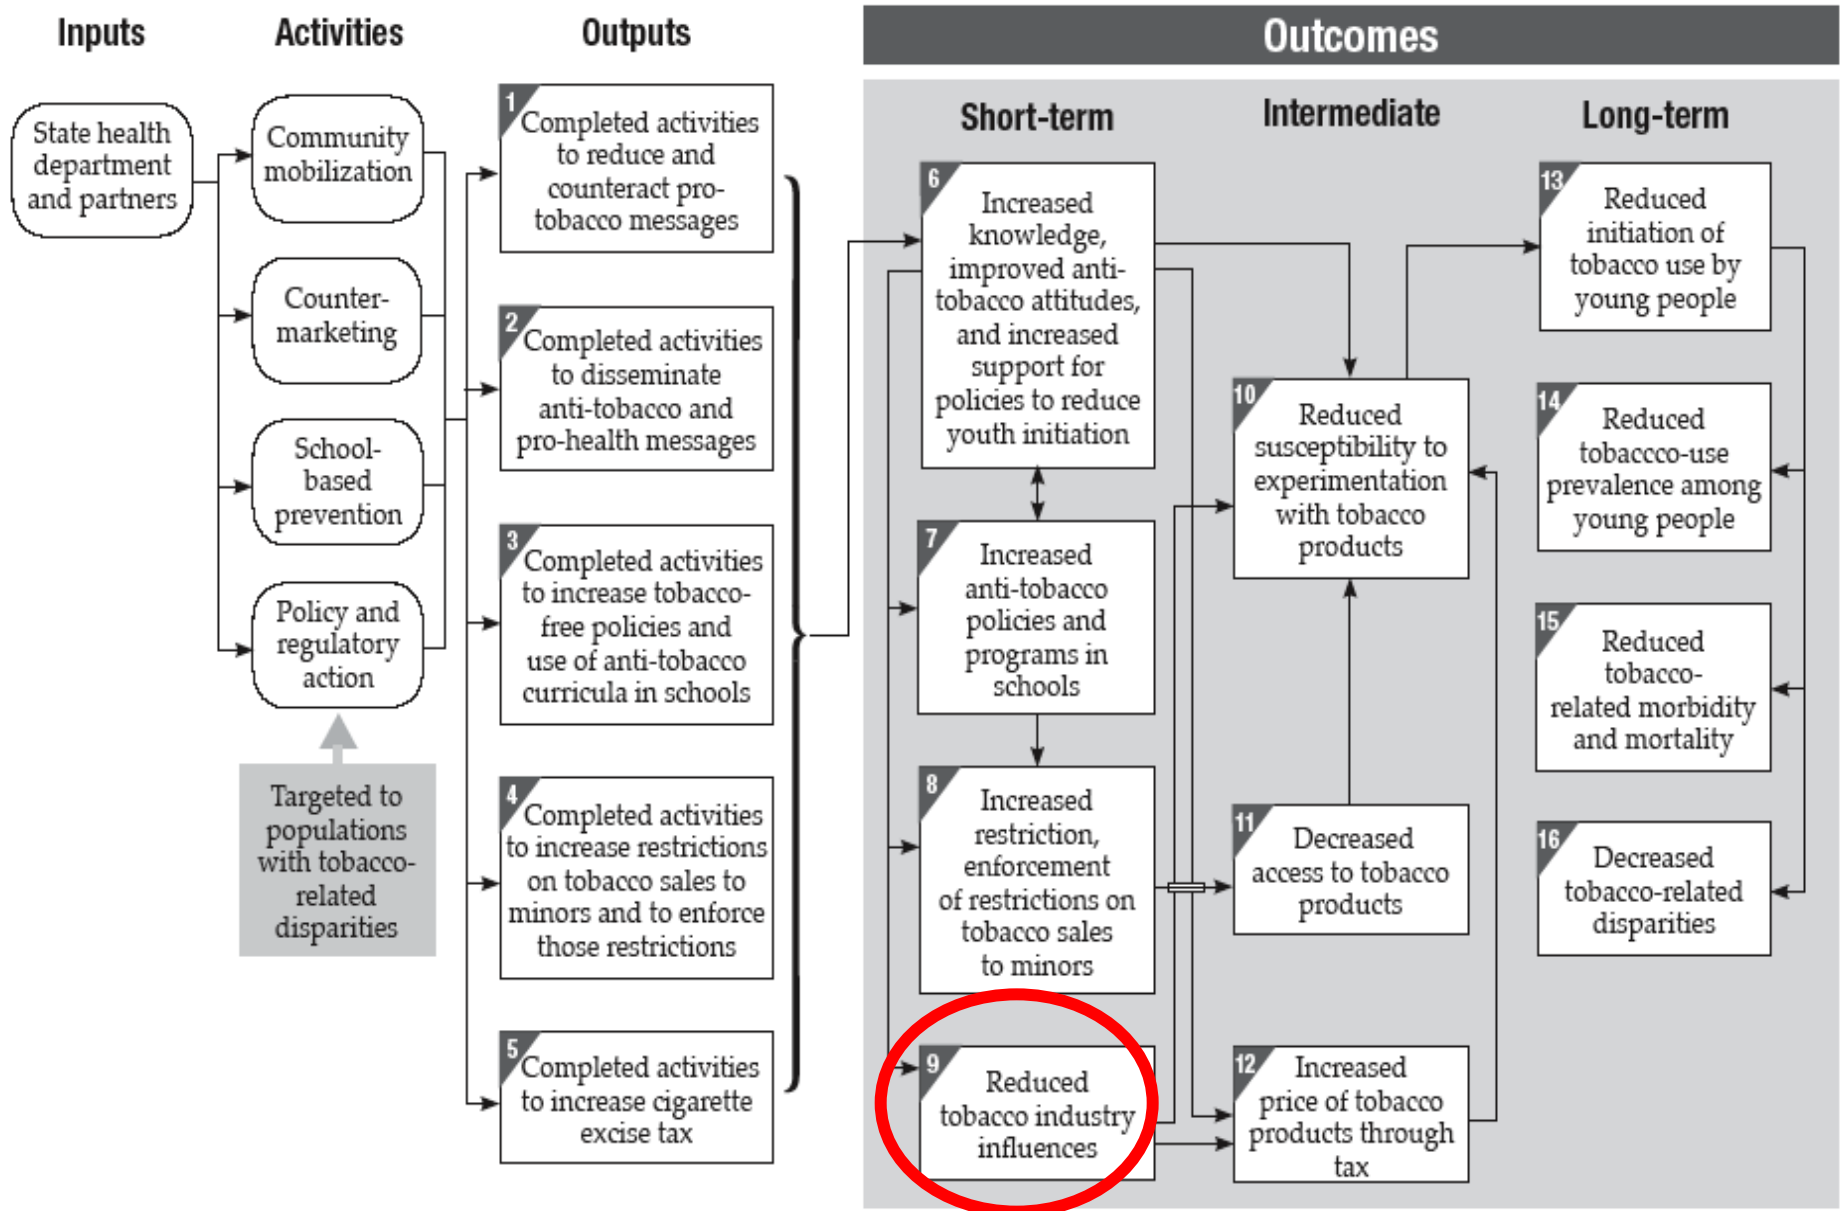 Inputs
Activities
Outputs
Outcomes
Short-term
Intermediate
Long-term
State health
department
and partners
Community
mobilization
Counter-
marketing
School-
based
prevention
Policy and
regulatory
action
Targeted to
populations
with tobacco-
related
disparities
1
Completed activities
to reduce and
counteract pro-
tobacco messages
2
Completed activities
to disseminate
anti-tobacco and
pro-health messages
3
Completed activities
to increase tobacco-
free policies and
use of anti-tobacco
curricula in schools
4
Completed activities
to increase restrictions
on tobacco sales to
minors and to enforce
those restrictions
5
Completed activities
to increase cigarette
excise tax
6
Increased
knowledge,
improved anti-
tobacco attitudes,
and increased
support for
policies to reduce
youth initiation
7
Increased
anti-tobacco
policies and
programs in
schools
8
Increased
restriction,
enforcement
of restrictions on
tobacco sales
to minors
9
Reduced
tobacco industry
influences
10
Reduced
susceptibility to
experimentation
with tobacco
products
11
Decreased
access to tobacco
products
12
Increased
price of tobacco
products through
tax
13
Reduced
initiation of
tobacco use by
young people
14
Reduced
tobaccco-use
prevalence among
young people
15
Reduced
tobacco-
related morbidity
and mortality
16
Decreased
tobacco-related
disparities